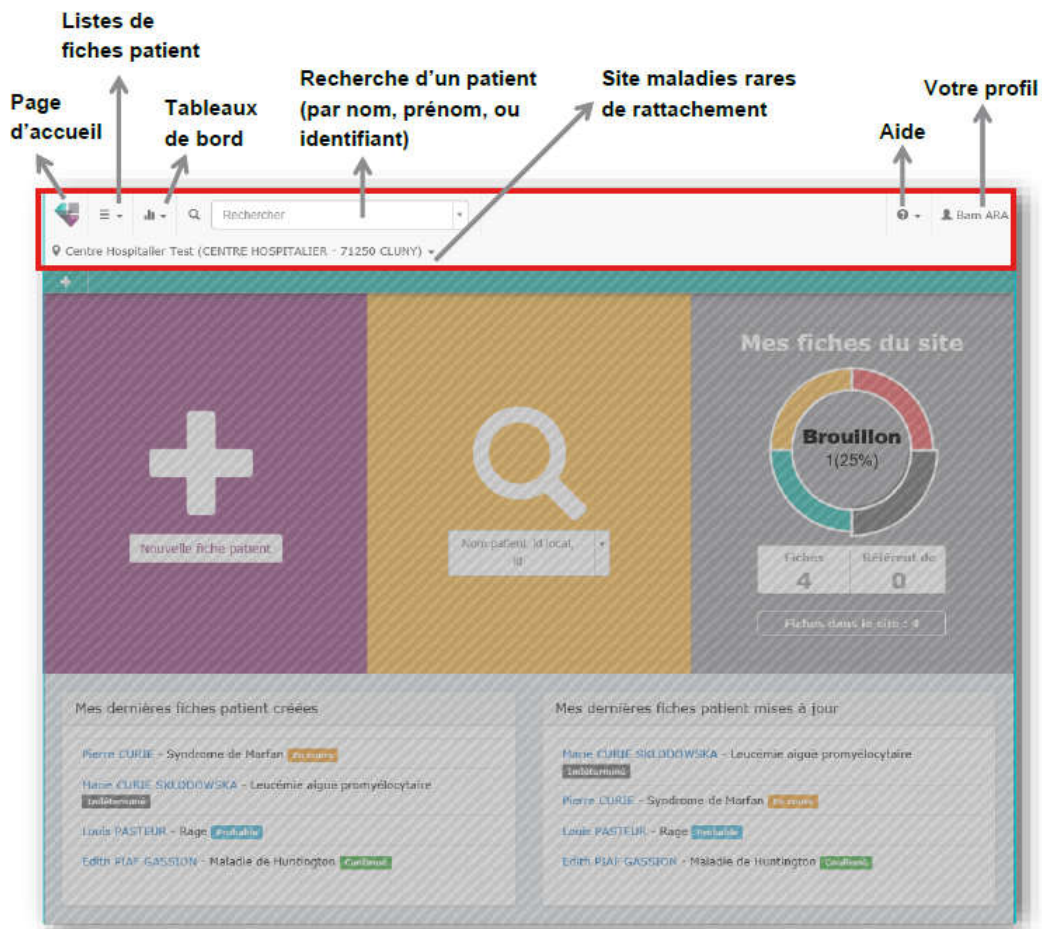 Listes de
fiches patient
Page
d'accueil
Tableaux
de bord
Recherche d'un patient
(par nom, prénom, ou
identifiant)
Site maladies rares
de rattachement
Votre profil
Aide
Rechercher
Bam ARA
Centre Hospitalier Test (CENTRE HOSPITALIER - 71250 CLUNY)
Mes fiches du site
Brouillon
1(25%)
Nouvelle fiche patient
Nom patient, id local,
id
Fiches
Référent de
4
0
Fiches dans le site : 4
Mes dernières fiches patient créées
Pierre CURIE - Syndrome de Marfan En cours
Marie CURIE SKLODOWSKA - Leucémie aiguë promyélocytaire
Indéterminé
Louis PASTEUR - Rage Probable
Edith PIAF GASSION - Maladie de Huntington Confirmé
Mes dernières fiches patient mises à jour
Marie CURIE SKLODOWSKA - Leucémie aiguë promyélocytaire
Indéterminé
Pierre CURIE - Syndrome de Marfan En cours
Louis PASTEUR - Rage Probable
Edith PIAF GASSION - Maladie de Huntington Confirmé